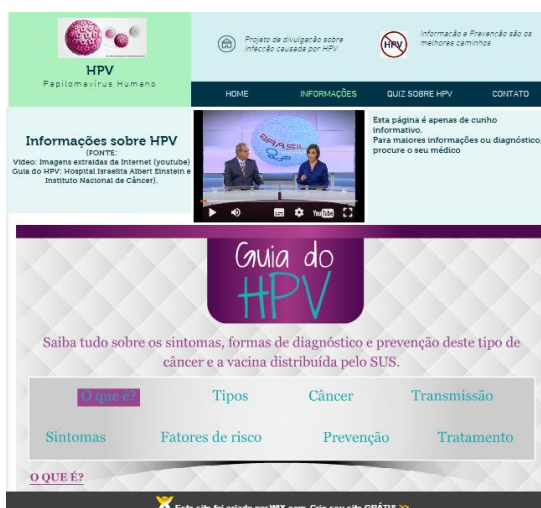 HPV
Papilomavirus Humano
Projeto de divulgação sobre
infecção causada por HPV
HPV
Informação e Prevenção são os
melhores caminhos
HOME INFORMAÇÕES QUIZ SOBRE HPV CONTATO
Informações sobre HPV
(FONTE:
Vídeo: Imagens extraídas da Internet (youtube)
Guia do HPV: Hospital Israelita Albert Einstein e
Instituto Nacional de Câncer).
BRASIL
YouTube
Esta página é apenas de cunho
informativo.
Para maiores informações ou diagnóstico,
procure o seu médico
Guia do
HPV
Saiba tudo sobre os sintomas, formas de diagnóstico e prevenção deste tipo de
câncer e a vacina distribuída pelo SUS.
O que é? Tipos Câncer Transmissão
Sintomas Fatores de risco Prevenção Tratamento
O QUE É?
Este site foi criado por WIX.com. Crie seu site GRÁTIS >>